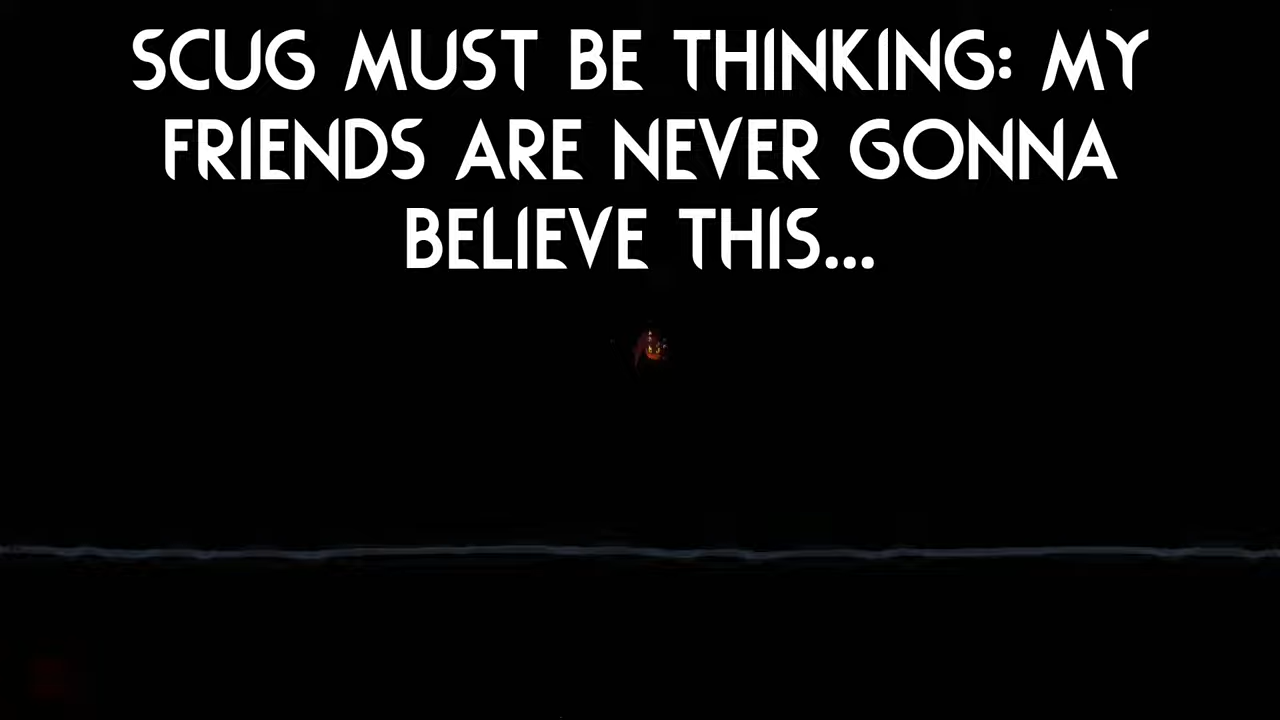 SCUG MUST BE THINKING: MY
FRIENDS ARE NEVER GONNA
BELIEVE THIS...